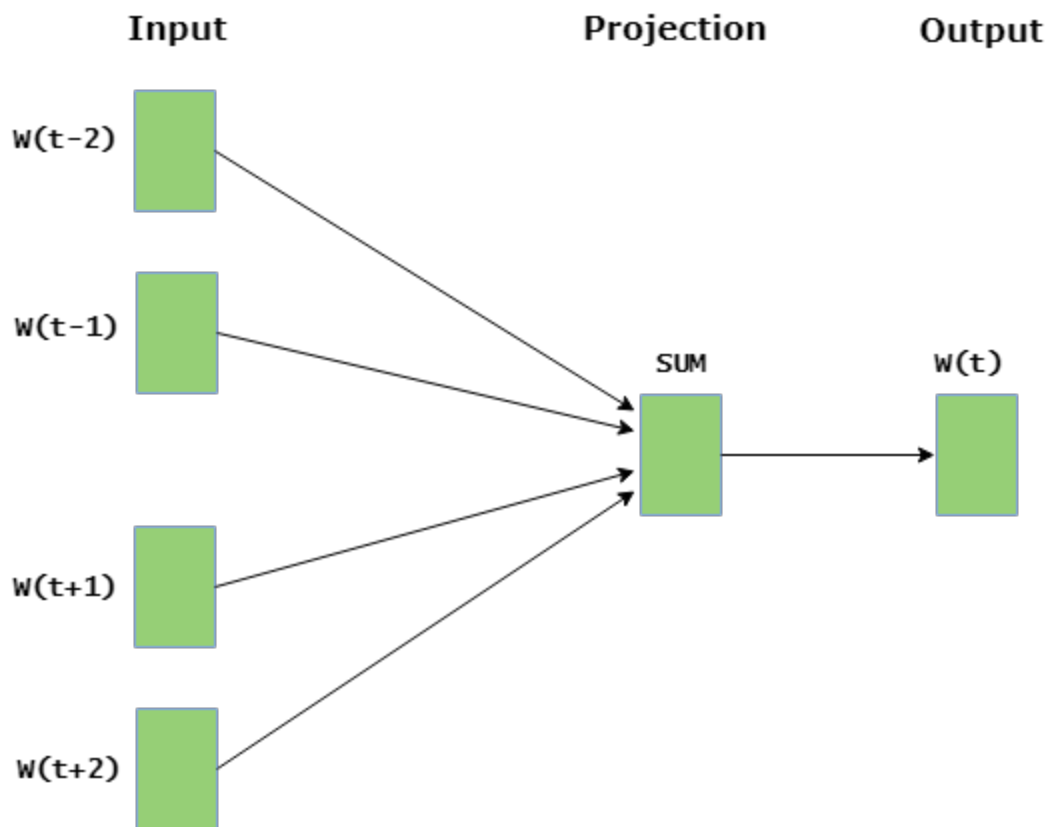 Input
Projection
Output
W(t-2)
W(t-1)
SUM
W(t)
W(t+1)
W(t+2)